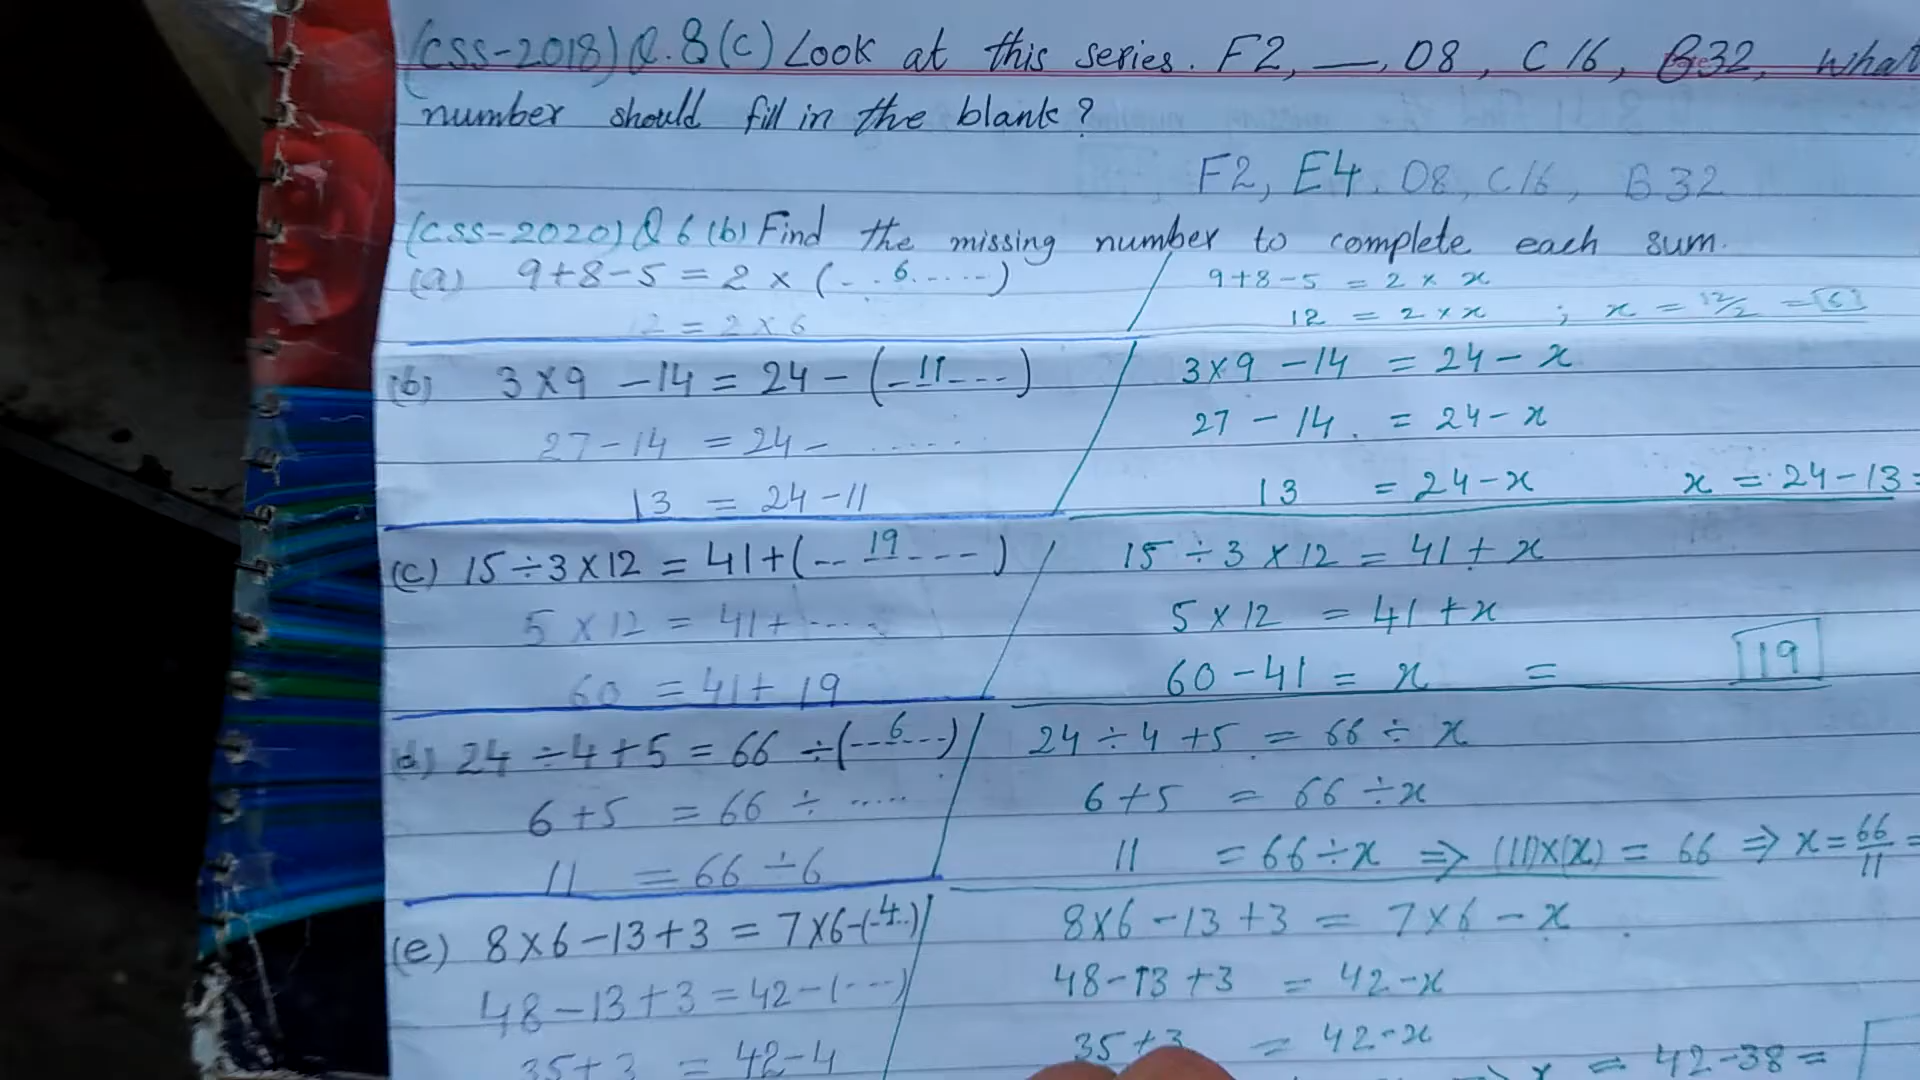 (CSS-2018) Q.8(c) Look at this series. F2, __, D8, C16, B32, What
number should fill in the blank?
F2, E4, D8, C16, B32
(CSS-2020) Q 6 (b) Find the missing number to complete each sum.
(a) 9+8-5 = 2 × (- - 6 - - - - -)
9+8-5 = 2 × x
12 = 2 × 6
12 = 2 × x ; x = 12/2 = 6
(b) 3×9 -14 = 24 - (- 11 - - -)
3×9 -14 = 24 - x
27-14 = 24 - ......
27 - 14 = 24 - x
13 = 24-11
13 = 24-x x = 24-13 =
(c) 15÷3×12 = 41+(-- 19 - - -)
15 ÷ 3 × 12 = 41 + x
5 × 12 = 41 + ....
5 × 12 = 41 + x
60 = 41+ 19
60 - 41 = x = 19
(d) 24 ÷4+5 = 66 ÷(-- 6 - --)
24 ÷ 4 +5 = 66 ÷ x
6 +5 = 66 ÷ .....
6 +5 = 66 ÷x
11 = 66 ÷6
11 = 66÷x => (11)×(x) = 66 => x = 66/11 =
(e) 8×6-13+3 = 7×6-(-4..)
8×6 -13 +3 = 7×6 - x
48-13+3 = 42-(---)
48-13 +3 = 42-x
35+3 = 42-4
35 +3 = 42-x
x = 42-38 =